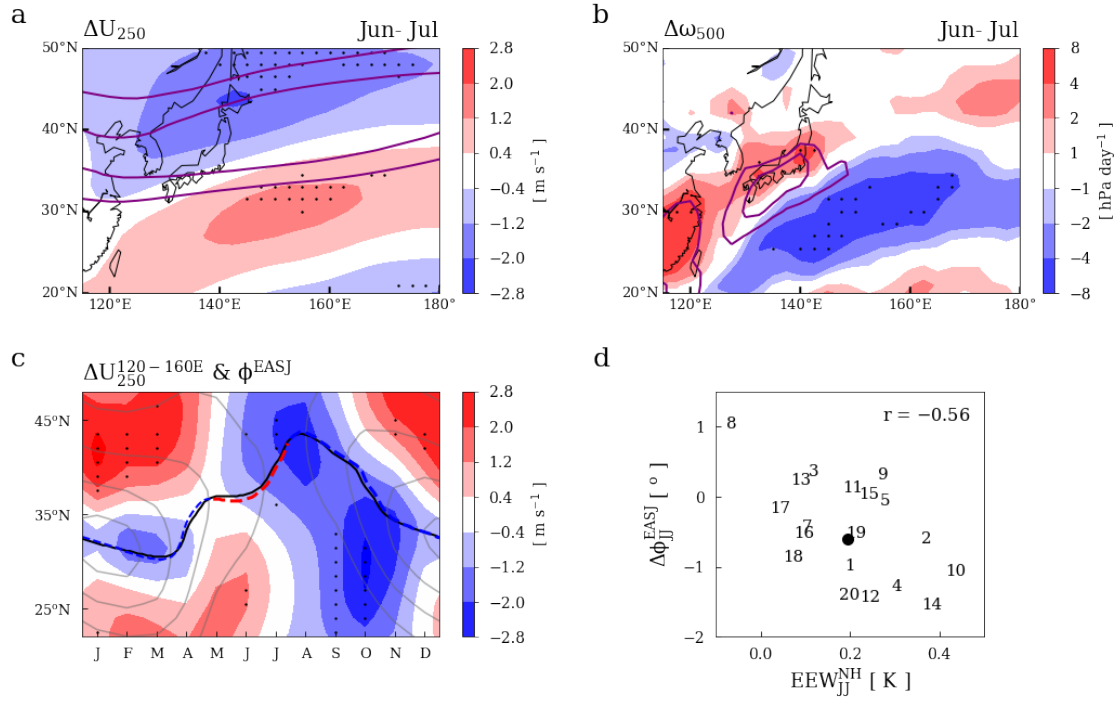 a
ΔU₂₅₀ Jun- Jul
50°N
40°N
30°N
20°N
120°E 140°E 160°E 180°
2.8
2.0
1.2
0.4
−0.4
−1.2
−2.0
−2.8
[ m s⁻¹ ]
b
Δω₅₀₀ Jun- Jul
50°N
40°N
30°N
20°N
120°E 140°E 160°E 180°
8
4
2
1
−1
−2
−4
−8
[ hPa day⁻¹ ]
c
ΔU₂₅₀¹²⁰⁻¹⁶⁰ᴱ & ϕᴱᴬˢᴶ
45°N
35°N
25°N
J F M A M J J A S O N D
2.8
2.0
1.2
0.4
−0.4
−1.2
−2.0
−2.8
[ m s⁻¹ ]
d
r = −0.56
8
3
13
9
11
15
5
17
7
16
19
2
18
1
10
4
20
12
14
1
0
−1
−2
Δϕ_JJ^EASJ [ ° ]
0.0 0.2 0.4
EEW_JJ^NH [ K ]